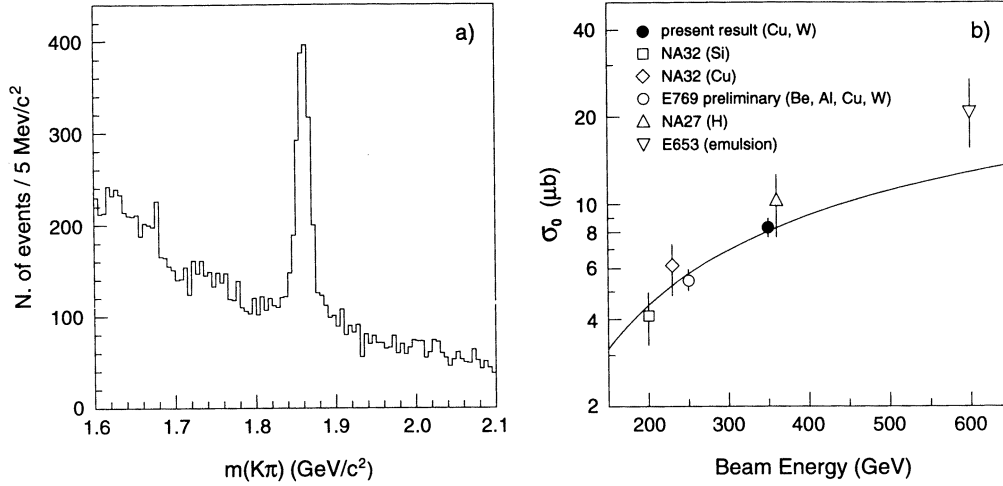 a)
N. of events / 5 Mev/c²
400
300
200
100
0
1.6 1.7 1.8 1.9 2.0 2.1
m(Kπ) (GeV/c²)
b)
σ₀ (μb)
50
20
10
8
6
4
2
● present result (Cu, W)
□ NA32 (Si)
◇ NA32 (Cu)
○ E769 preliminary (Be, Al, Cu, W)
△ NA27 (H)
▽ E653 (emulsion)
200 300 400 500 600
Beam Energy (GeV)